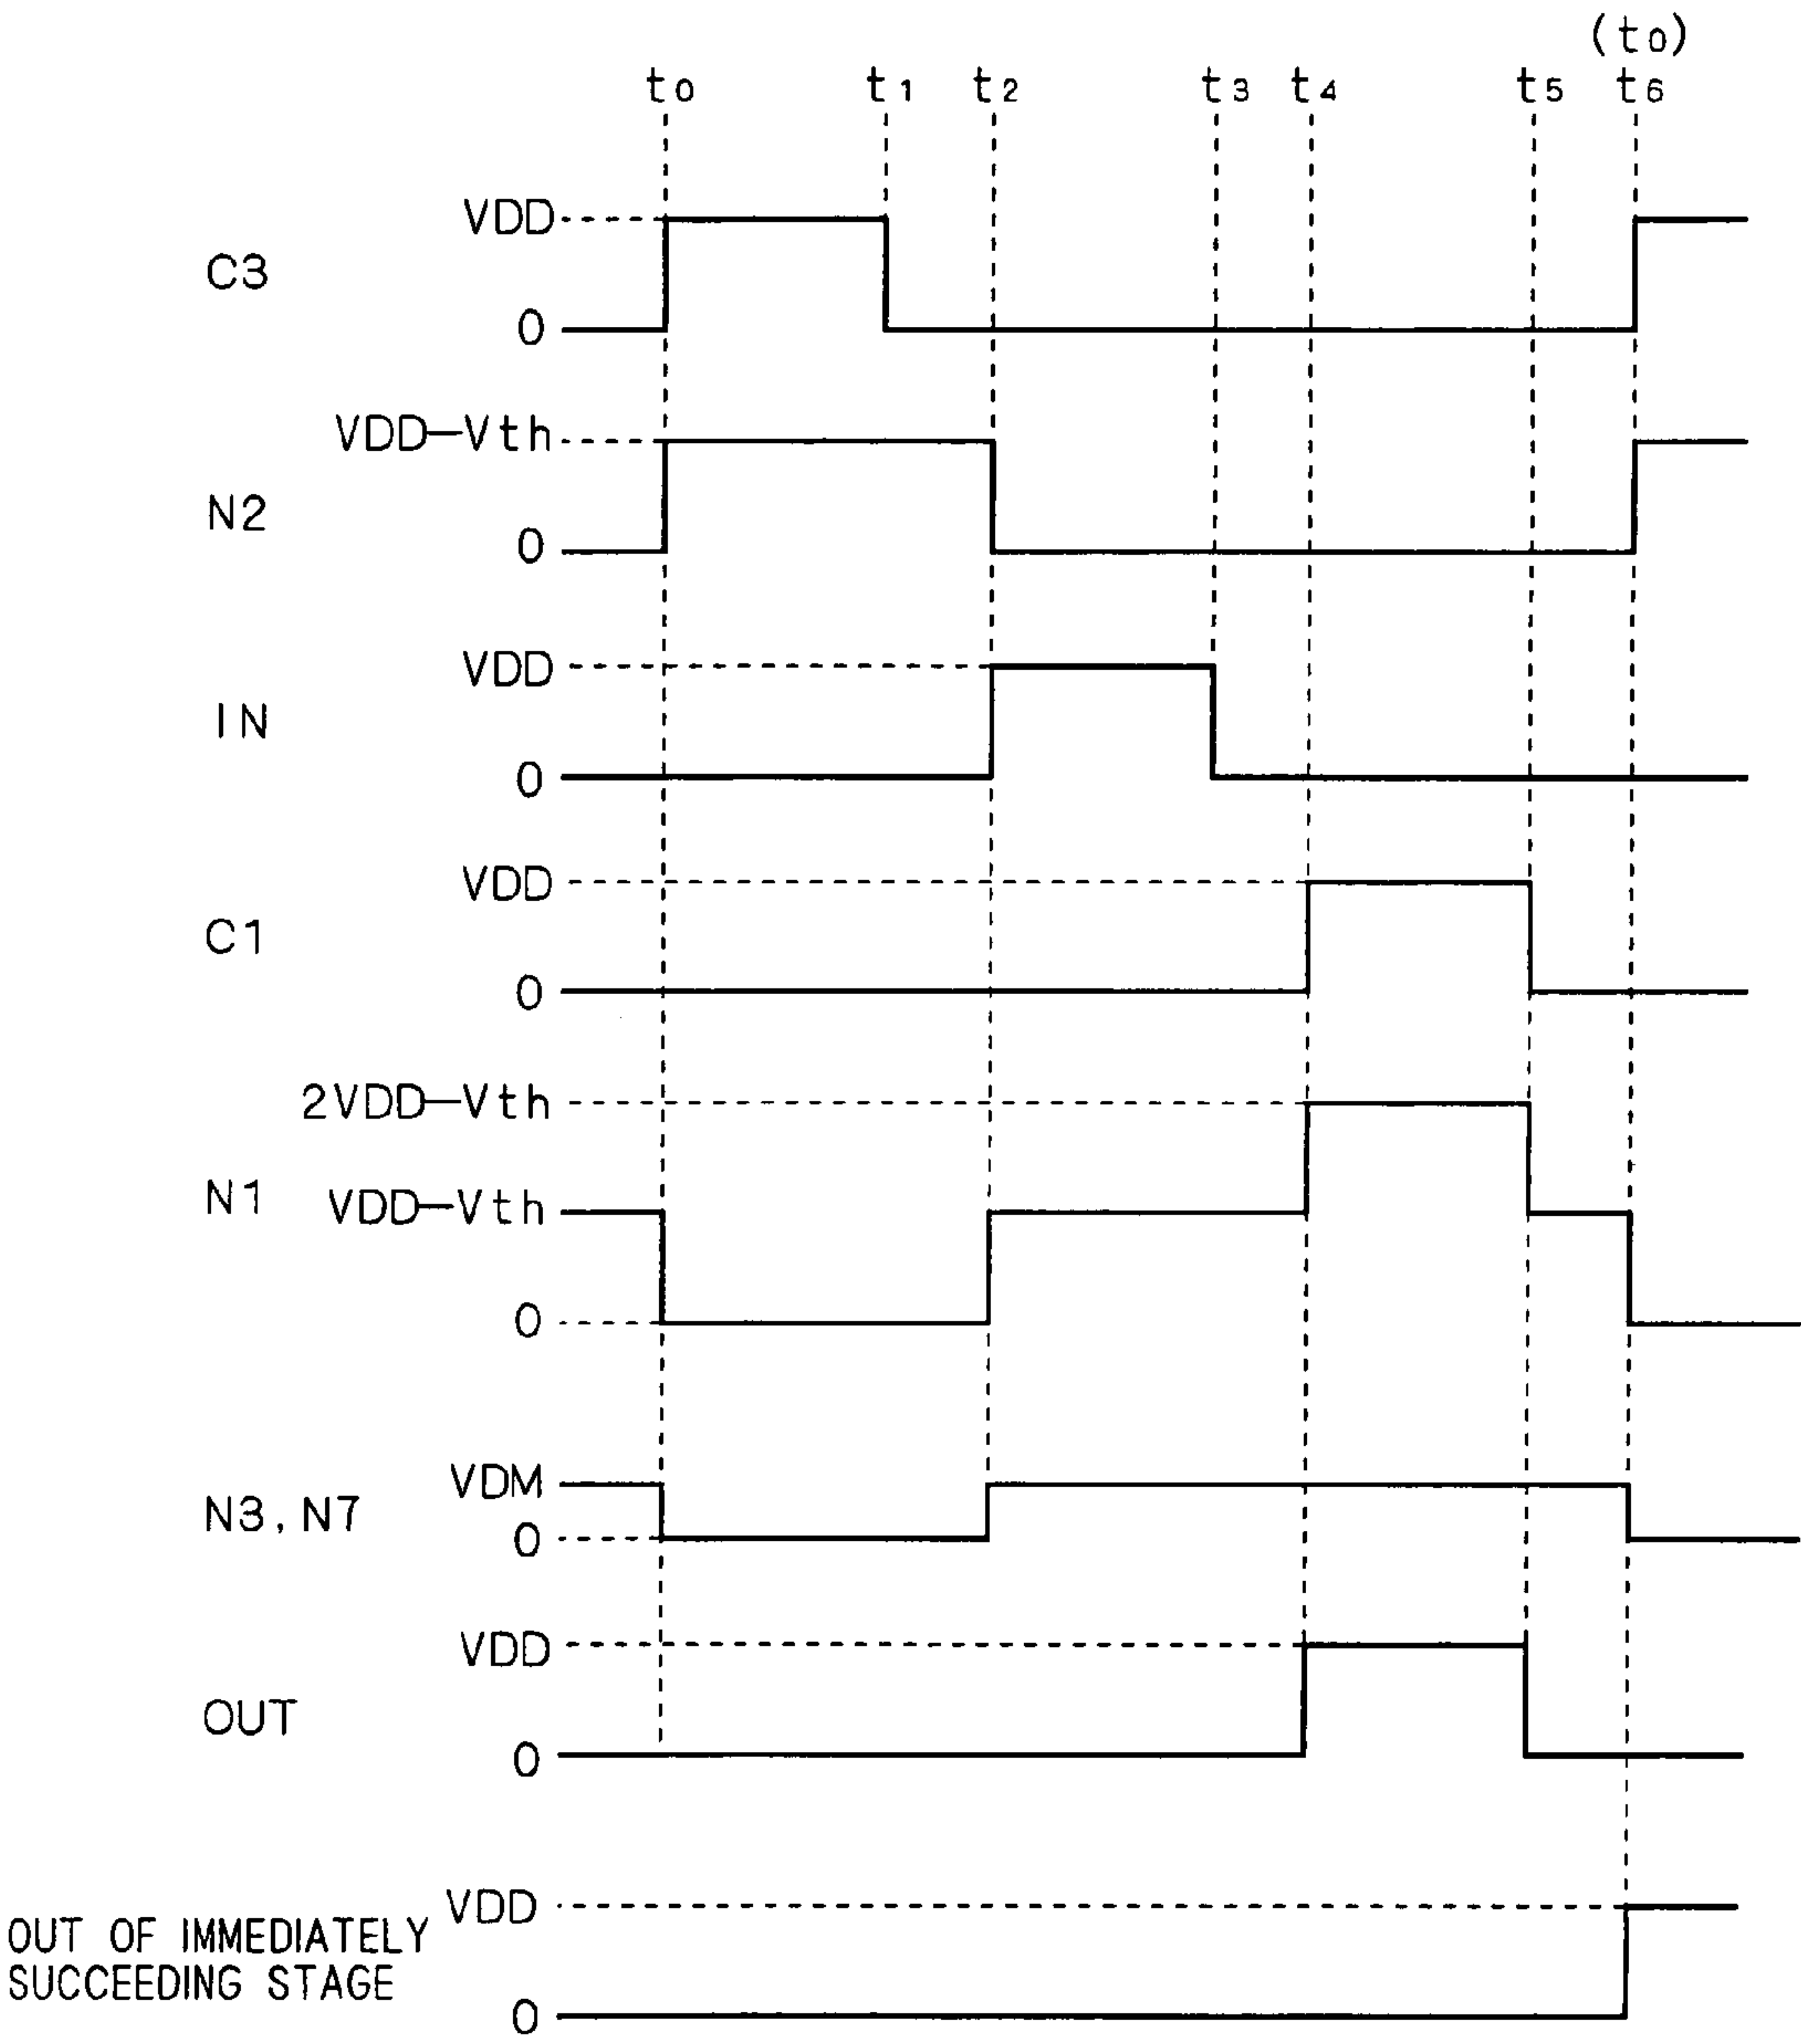 (t0)
t0 t1 t2 t3 t4 t5 t6
VDD
C3
0
VDD-Vth
N2
0
VDD
IN
0
VDD
C1
0
2VDD-Vth
N1 VDD-Vth
0
VDM
N3, N7
0
VDD
OUT
0
VDD
OUT OF IMMEDIATELY
SUCCEEDING STAGE
0